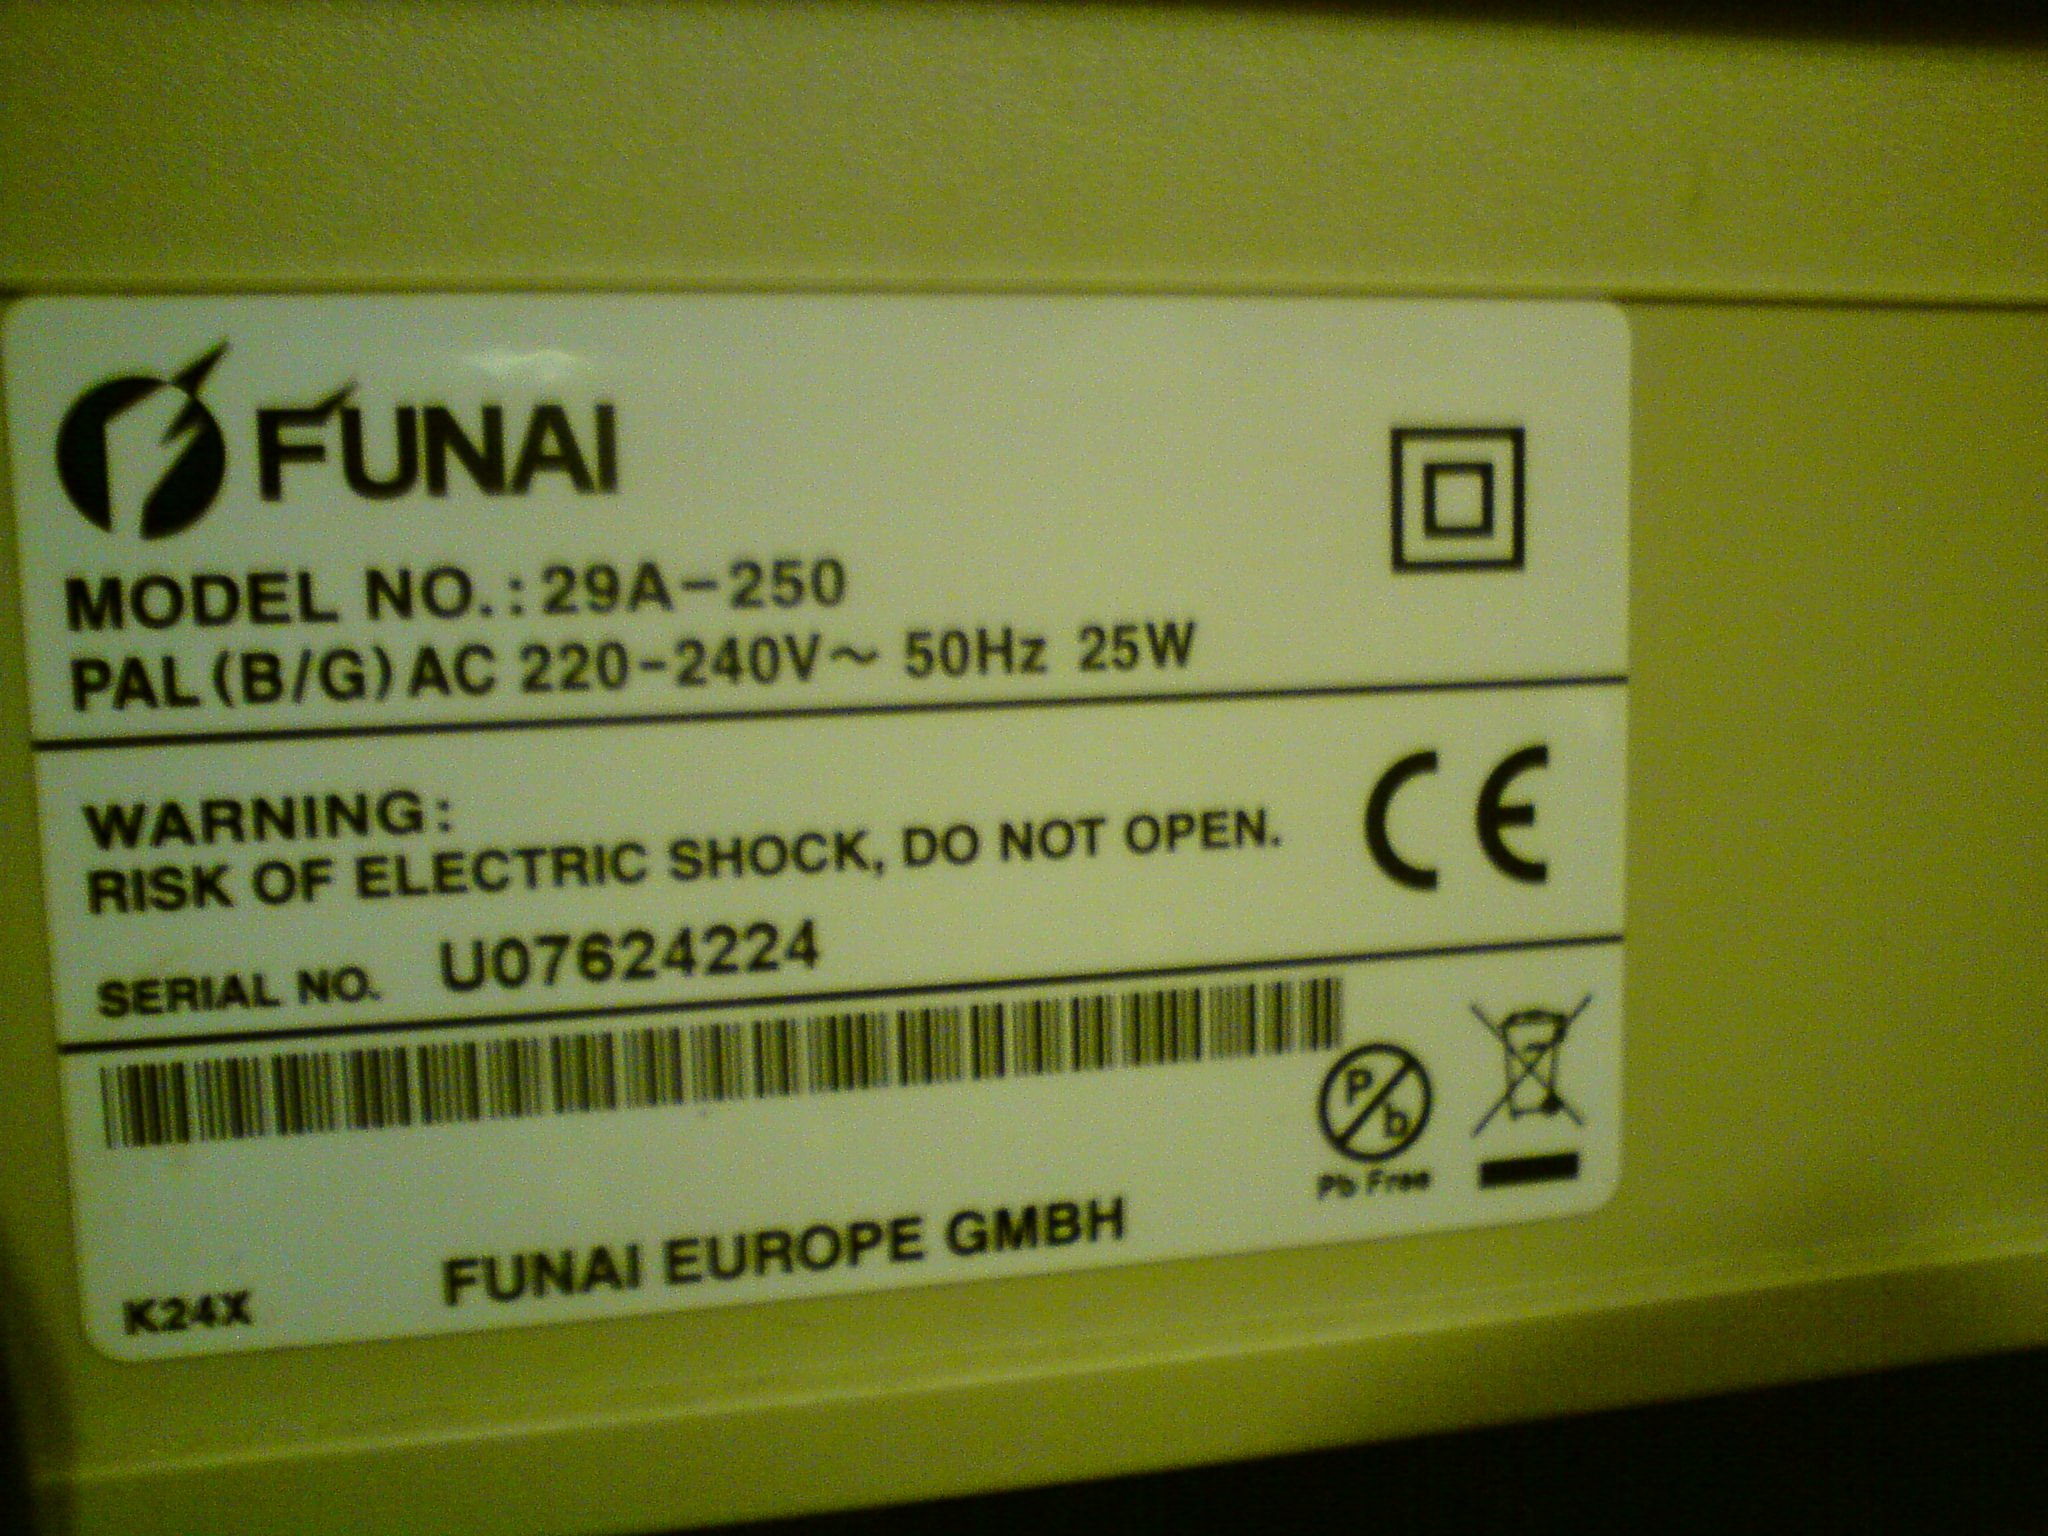 FUNAI
MODEL NO.: 29A-250
PAL (B/G) AC 220-240V~ 50Hz 25W
WARNING:
RISK OF ELECTRIC SHOCK, DO NOT OPEN.
CE
SERIAL NO. U07624224
Pb
Pb Free
FUNAI EUROPE GMBH
K24X